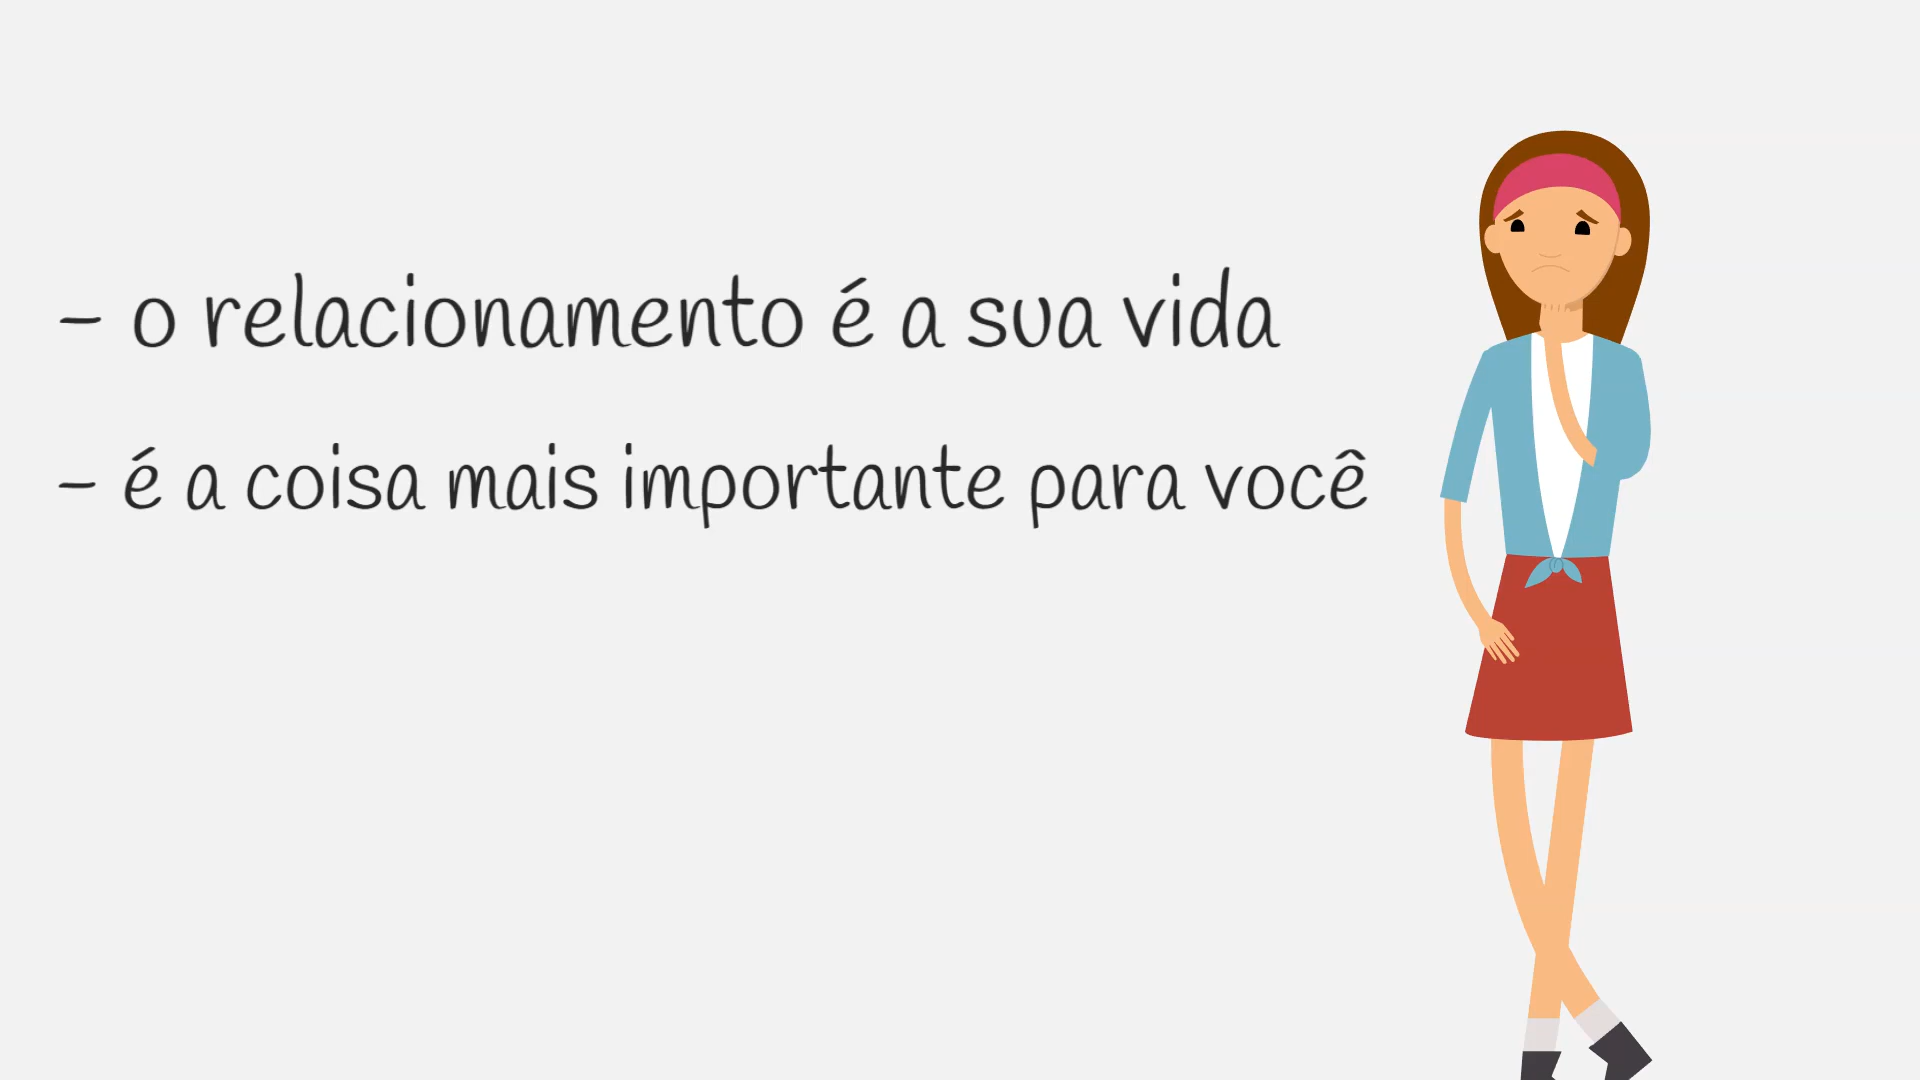 - o relacionamento é a sua vida
- é a coisa mais importante para você